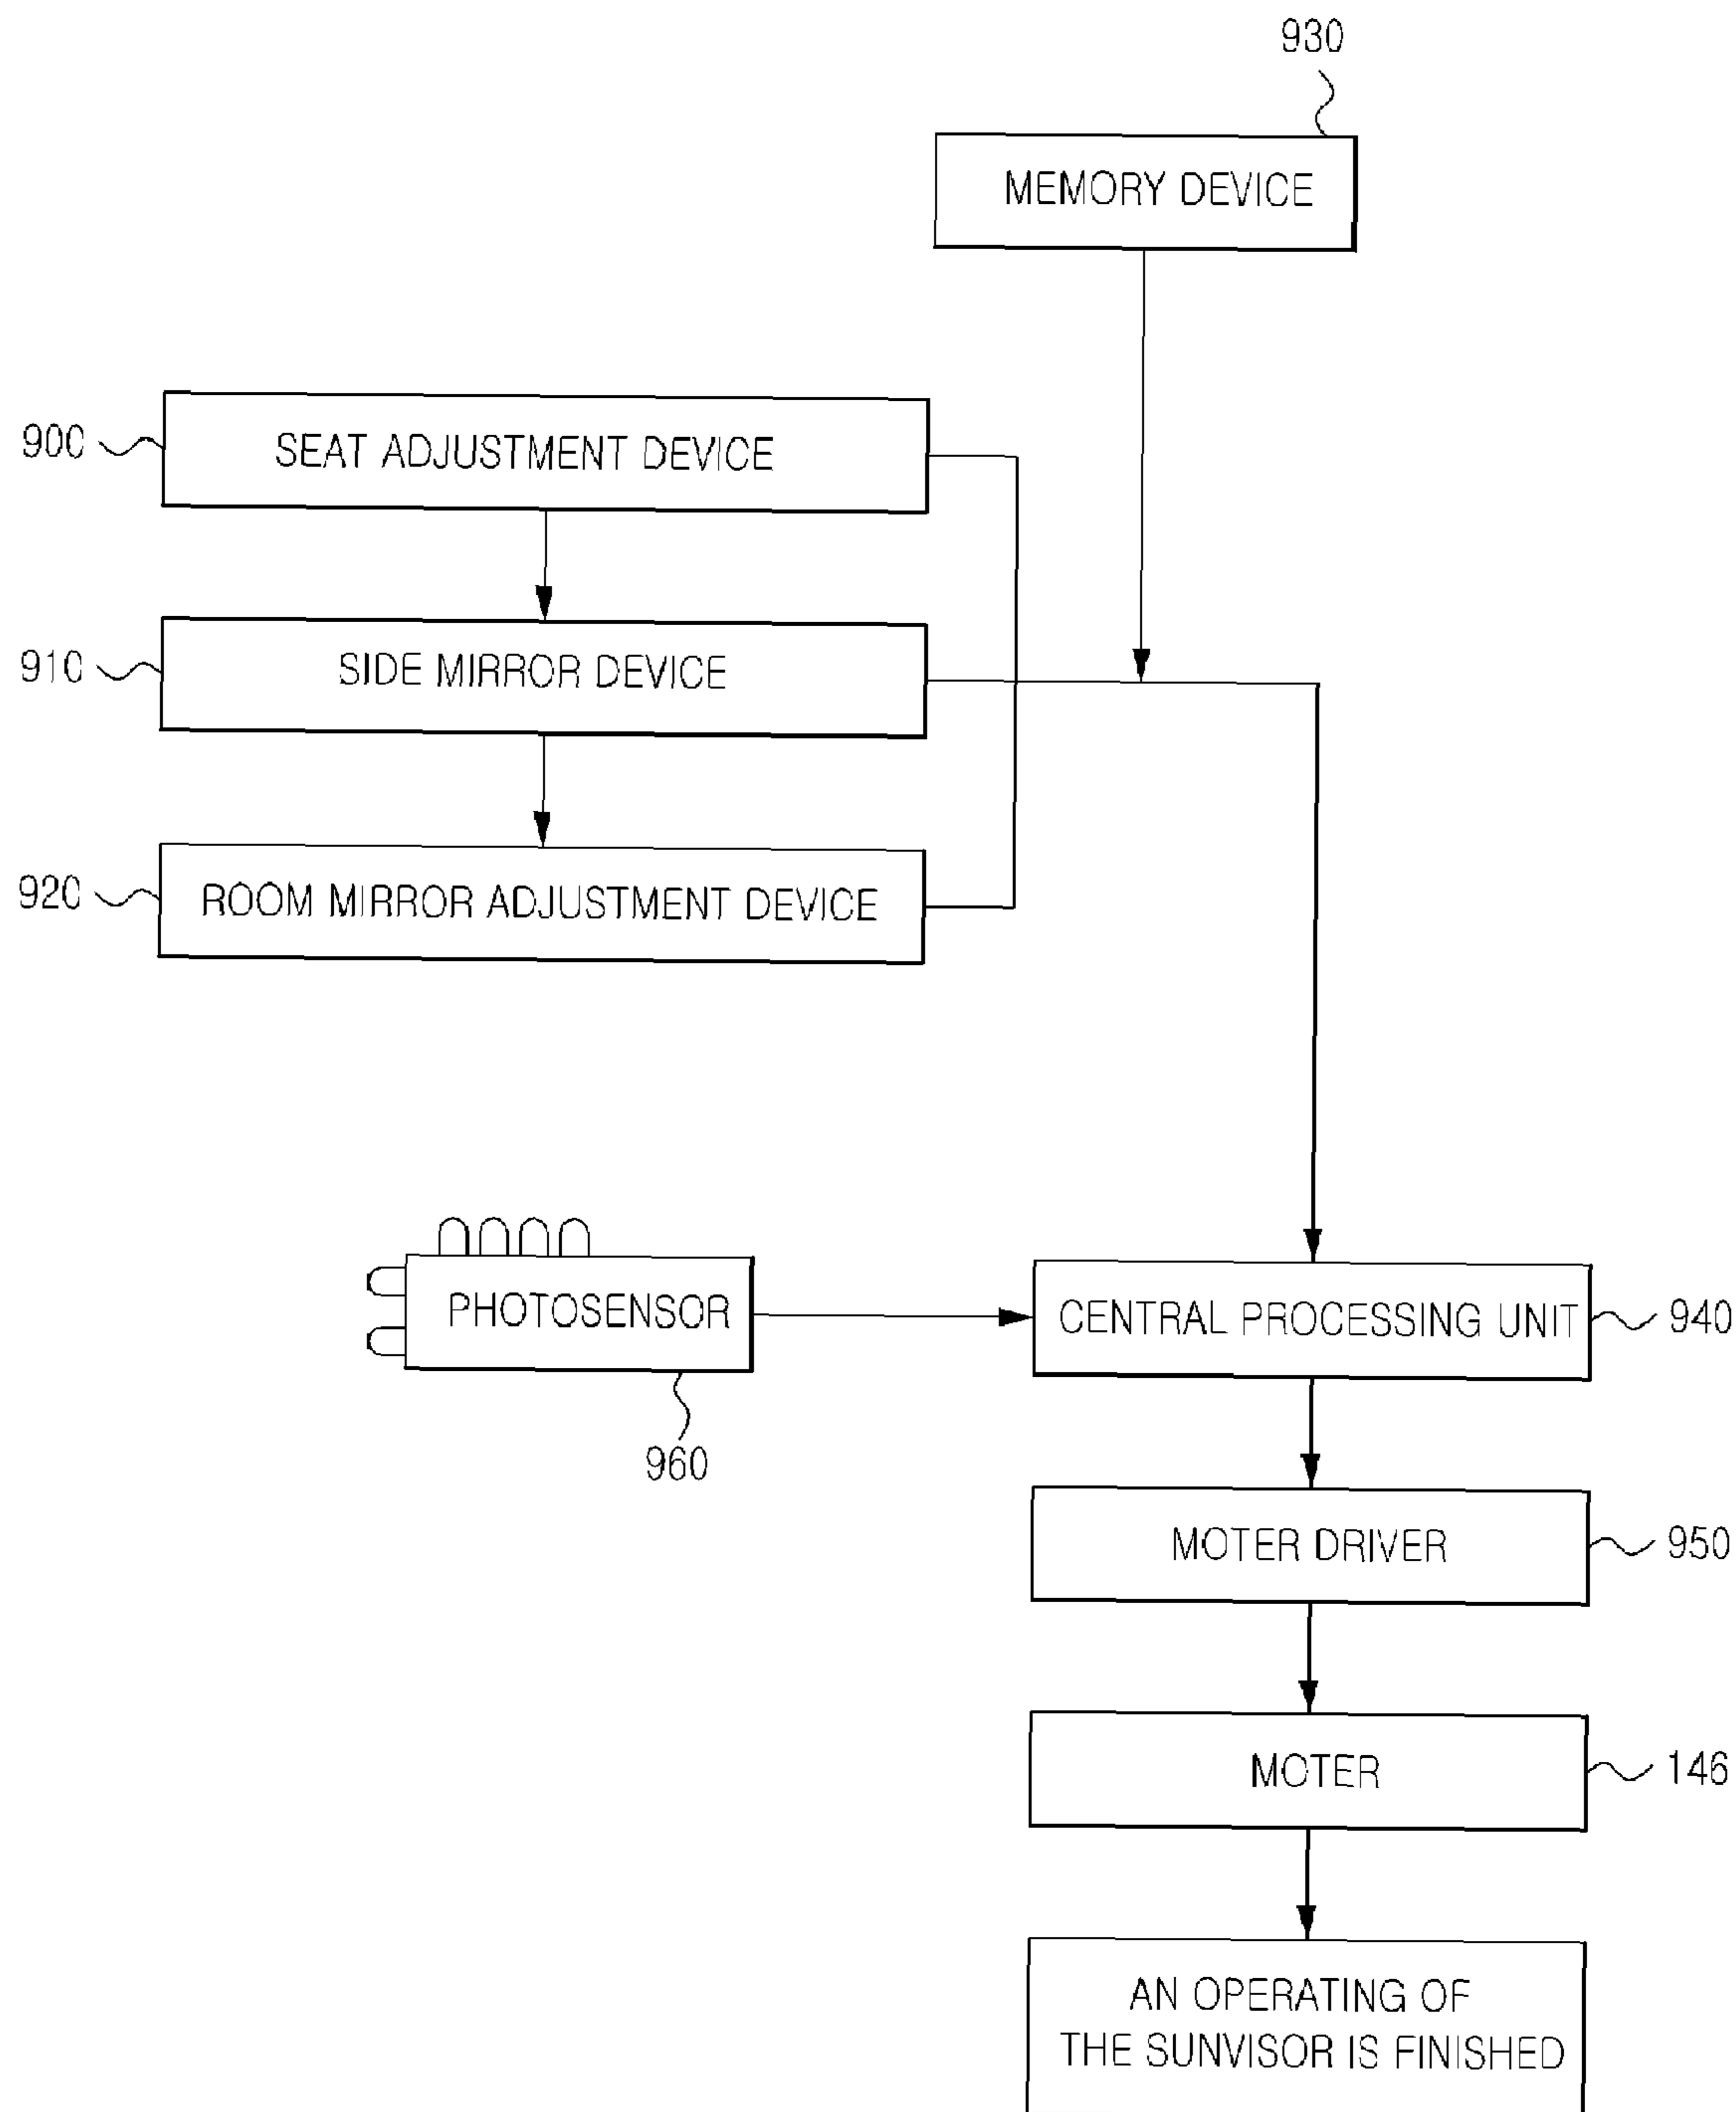 930
MEMORY DEVICE
900
SEAT ADJUSTMENT DEVICE
910
SIDE MIRROR DEVICE
920
ROOM MIRROR ADJUSTMENT DEVICE
PHOTOSENSOR
960
CENTRAL PROCESSING UNIT
940
MOTER DRIVER
950
MOTER
146
AN OPERATING OF
THE SUNVISOR IS FINISHED